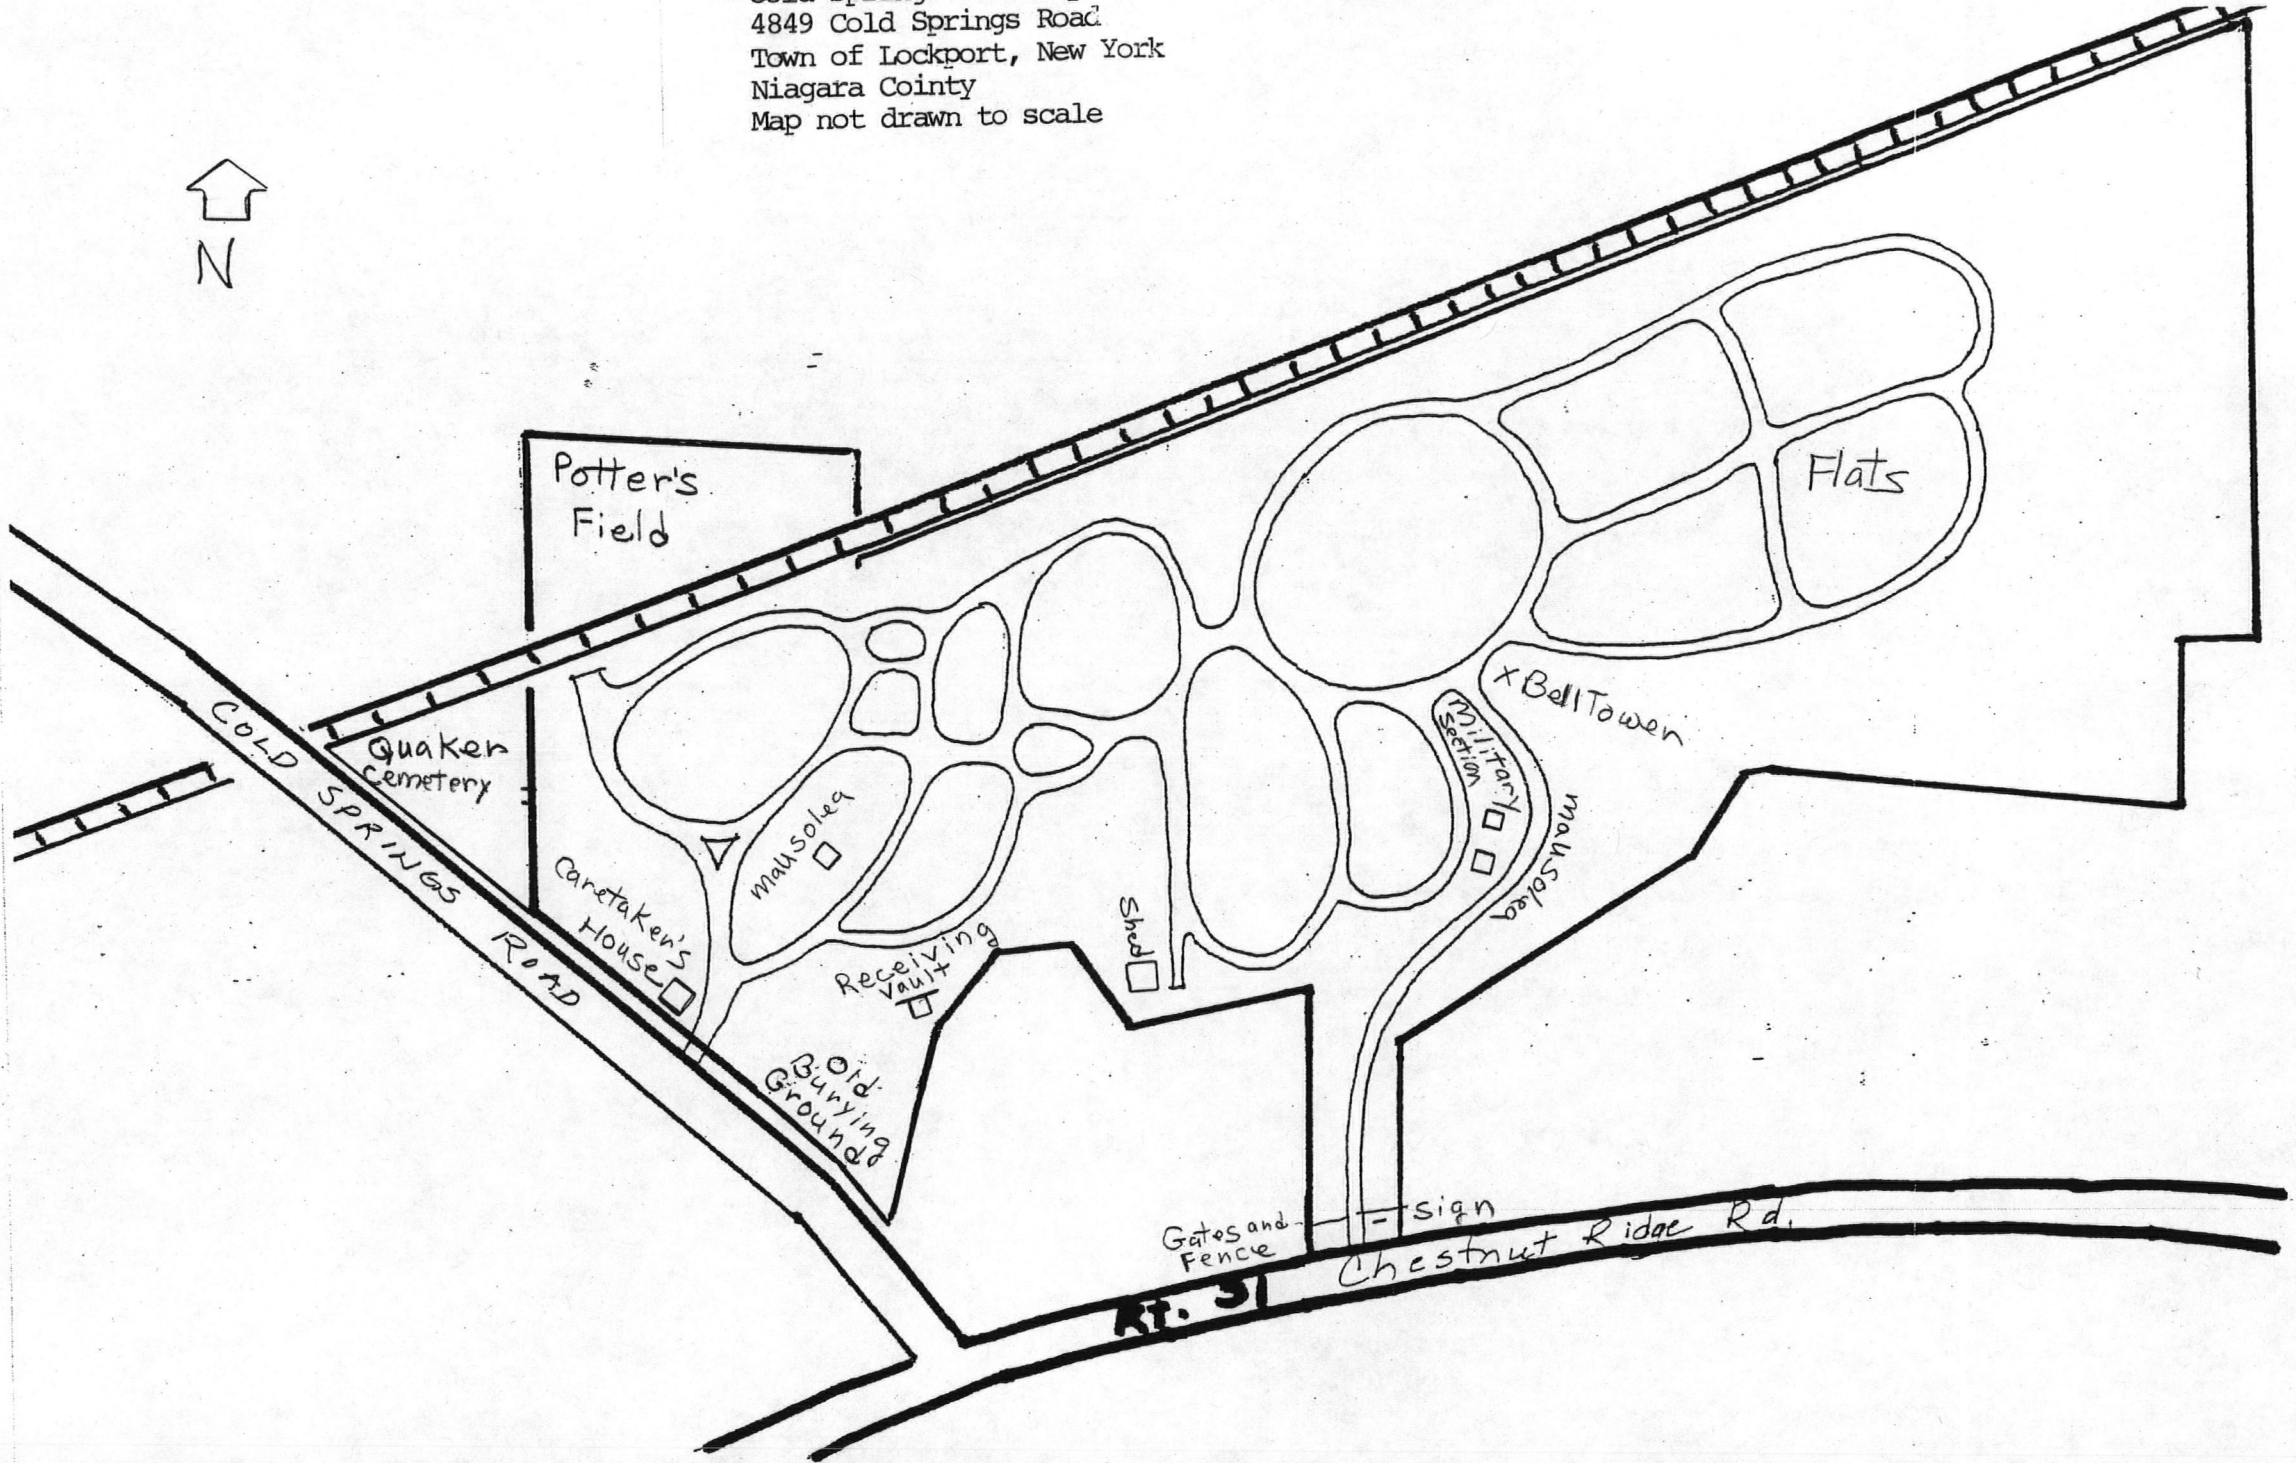 4849 Cold Springs Road
Town of Lockport, New York
Niagara Cointy
Map not drawn to scale
N
Potter's
Field
Flats
X Bell Tower
Military
Section
mausolea
Quaker
Cemetery
COLD SPRINGS ROAD
mausolea
Caretaker's
House
Shed
Receiving
Vault
Old
Burying
Ground
Gates and
Fence
sign
Chestnut Ridge Rd.
Rt. 31